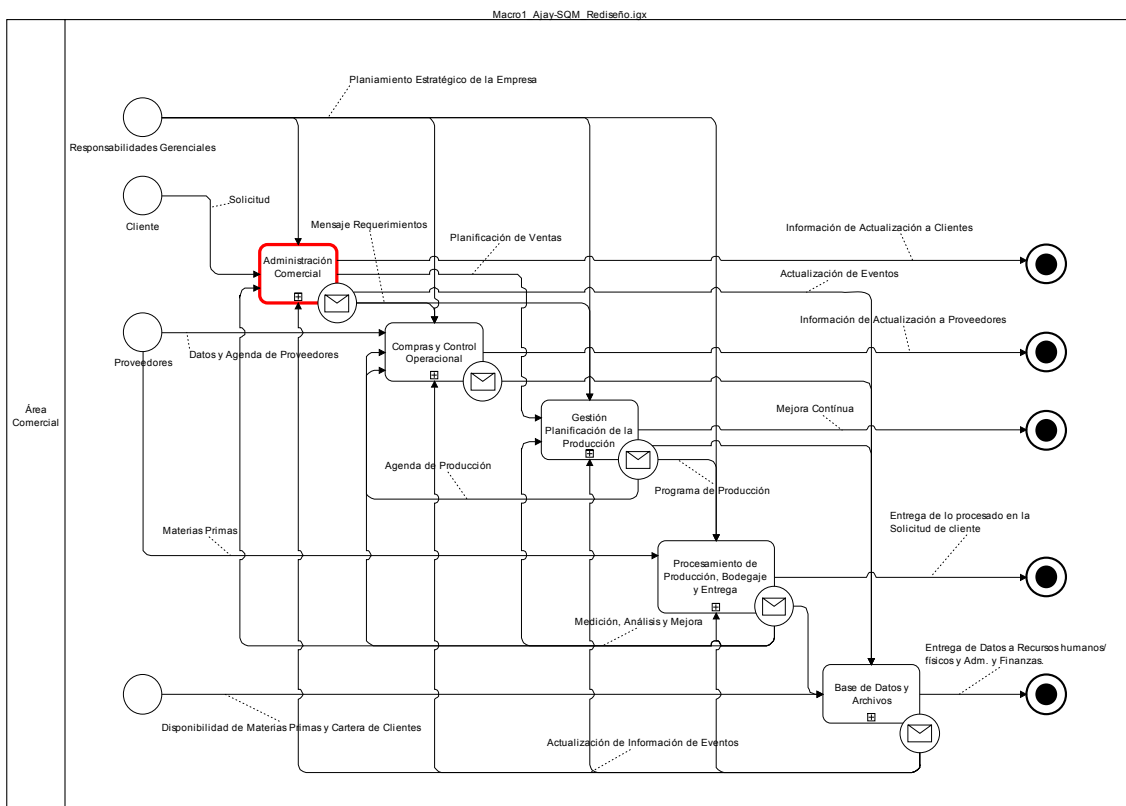 Macro1_Ajay-SQM_Rediseño.igx
Planiamiento Estratégico de la Empresa
Responsabilidades Gerenciales
Solicitud
Cliente
Mensaje Requerimientos
Planificación de Ventas
Información de Actualización a Clientes
Administración
Comercial
Actualización de Eventos
Información de Actualización a Proveedores
Proveedores
Datos y Agenda de Proveedores
Compras y Control
Operacional
Área
Comercial
Gestión
Planificación de la
Producción
Mejora Contínua
Agenda de Producción
Programa de Producción
Materias Primas
Entrega de lo procesado en la
Solicitud de cliente
Procesamiento de
Producción, Bodegaje
y Entrega
Medición, Análisis y Mejora
Entrega de Datos a Recursos humanos/
físicos y Adm. y Finanzas.
Base de Datos y
Archivos
Disponibilidad de Materias Primas y Cartera de Clientes
Actualización de Información de Eventos